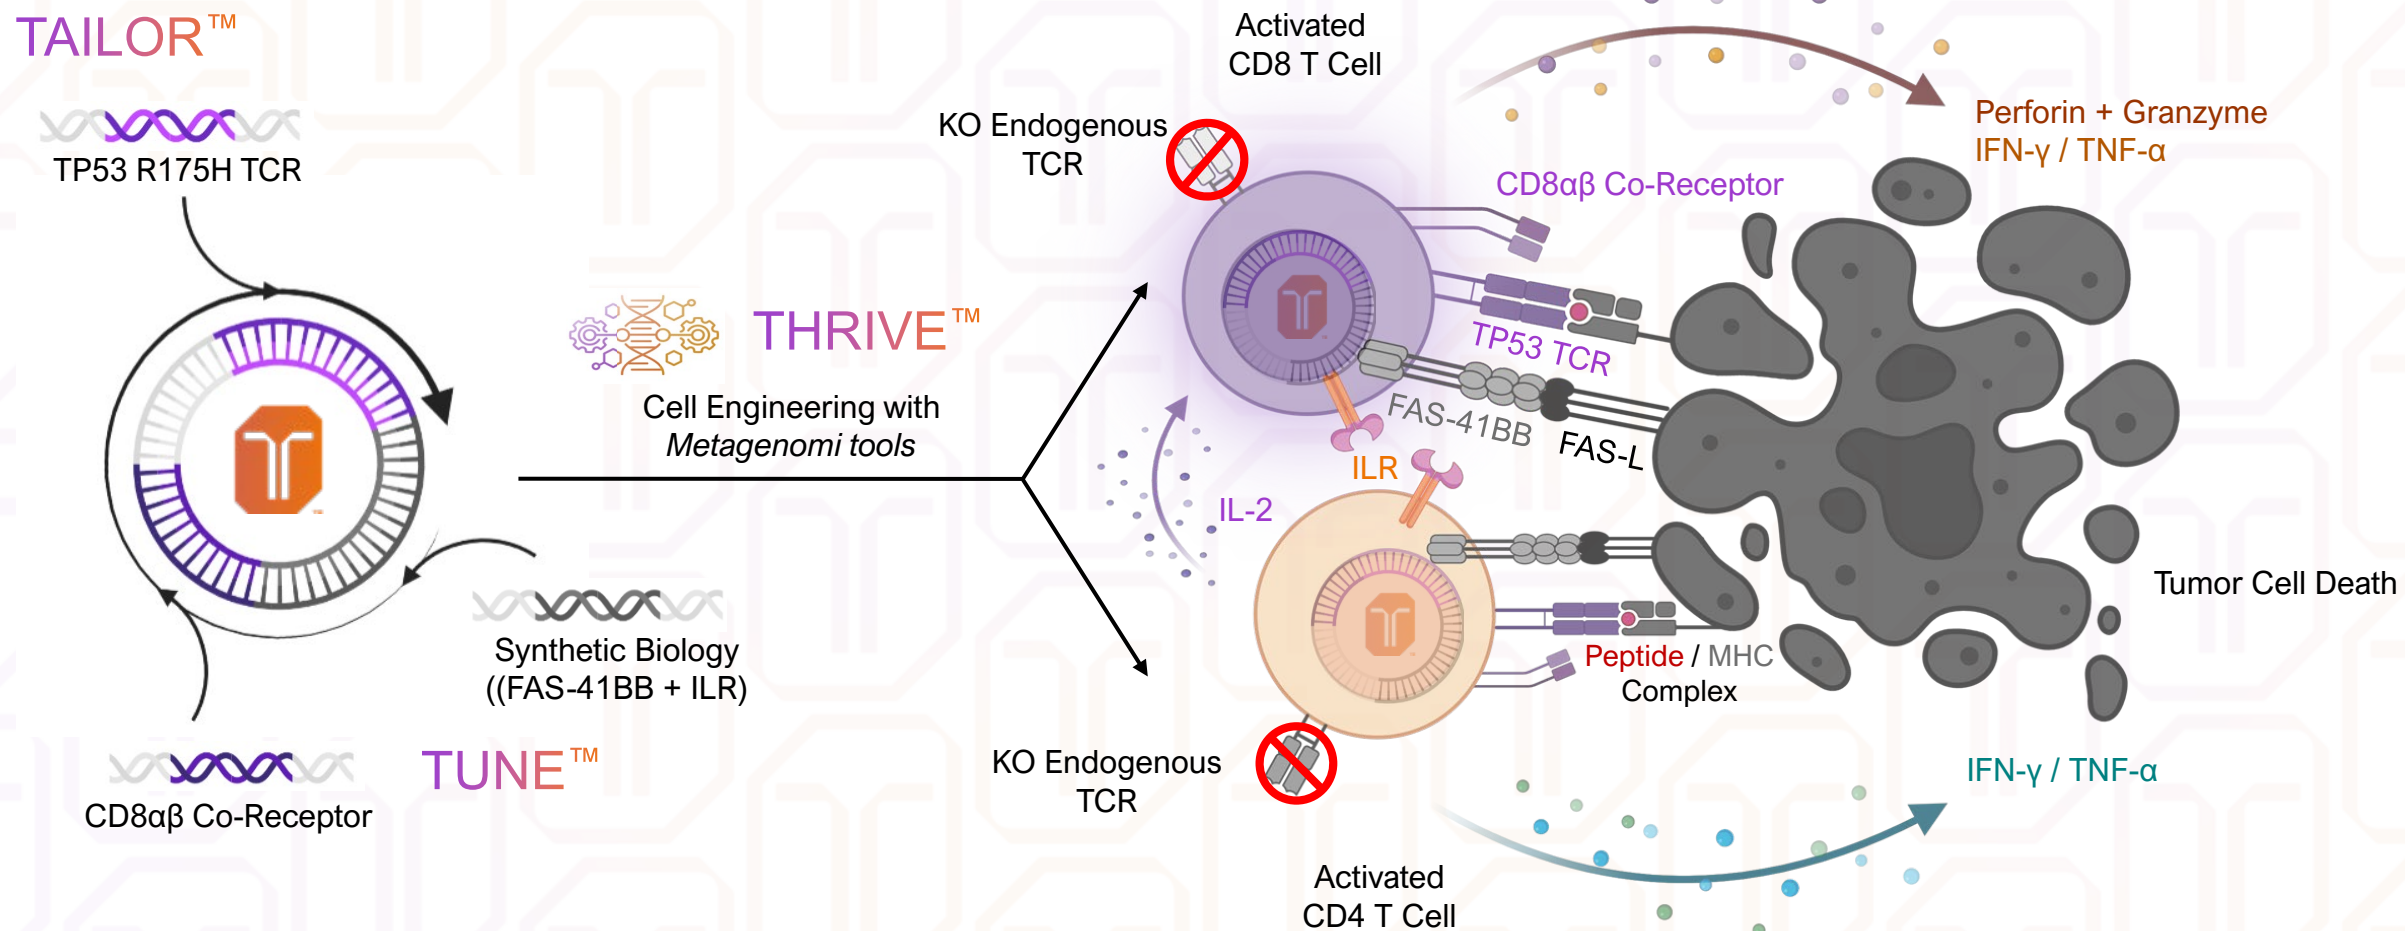 TAILOR™
TP53 R175H TCR
Synthetic Biology
((FAS-41BB + ILR)
CD8αβ Co-Receptor
TUNE™
THRIVE™
Cell Engineering with
Metagenomi tools
Activated
CD8 T Cell
KO Endogenous
TCR
CD8αβ Co-Receptor
TP53 TCR
FAS-41BB
FAS-L
ILR
IL-2
Perforin + Granzyme
IFN-γ / TNF-α
Tumor Cell Death
Peptide / MHC
Complex
KO Endogenous
TCR
IFN-γ / TNF-α
Activated
CD4 T Cell